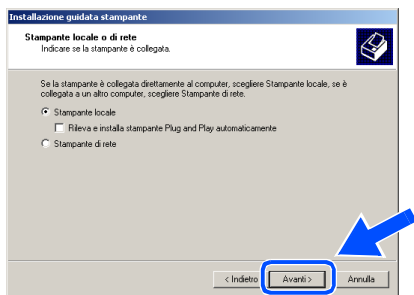 Installazione guidata stampante
Stampante locale o di rete
Indicare se la stampante è collegata.
Se la stampante è collegata direttamente al computer, scegliere Stampante locale, se è
collegata a un altro computer, scegliere Stampante di rete.
Stampante locale
Rileva e installa stampante Plug and Play automaticamente
Stampante di rete
< Indietro
Avanti >
Annulla